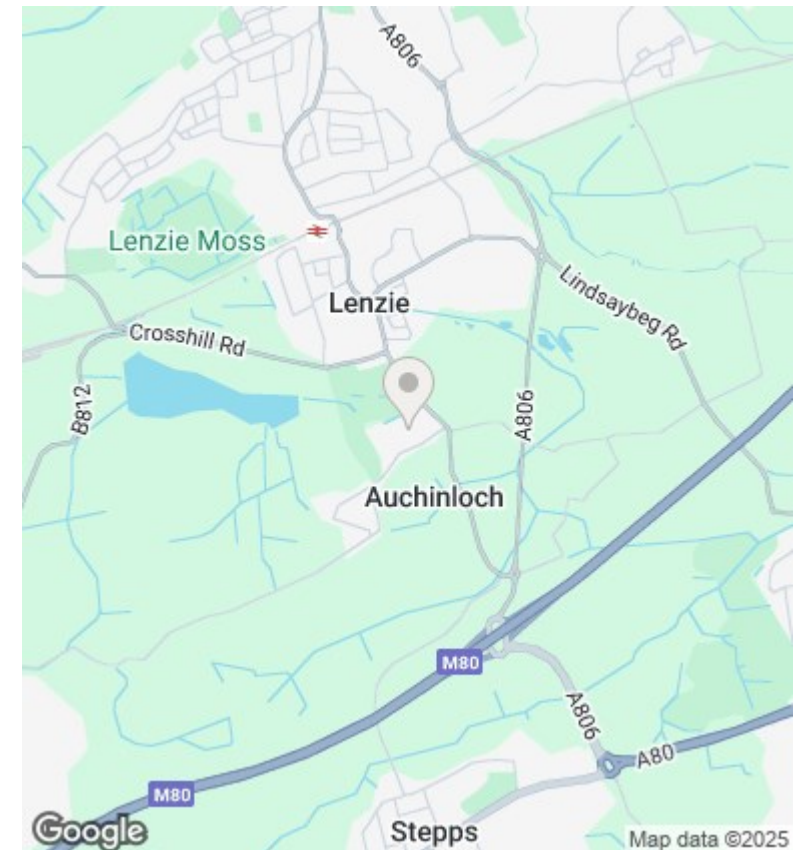 A806
Lenzie Moss
Lenzie
Lindsaybeg Rd
Crosshill Rd
B812
A806
Auchinloch
M80
A806
A80
M80
Stepps
Google
Map data ©2025